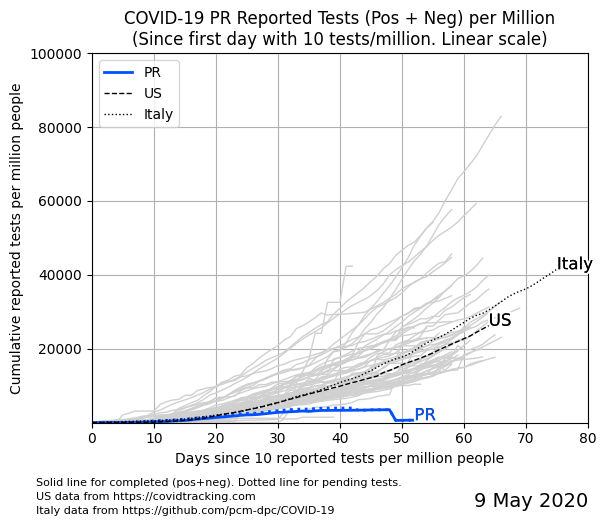 COVID-19 PR Reported Tests (Pos + Neg) per Million
(Since first day with 10 tests/million. Linear scale)
Cumulative reported tests per million people
100000
80000
60000
40000
20000
PR
US
Italy
Italy
US
PR
0 10 20 30 40 50 60 70 80
Days since 10 reported tests per million people
Solid line for completed (pos+neg). Dotted line for pending tests.
US data from https://covidtracking.com
Italy data from https://github.com/pcm-dpc/COVID-19
9 May 2020